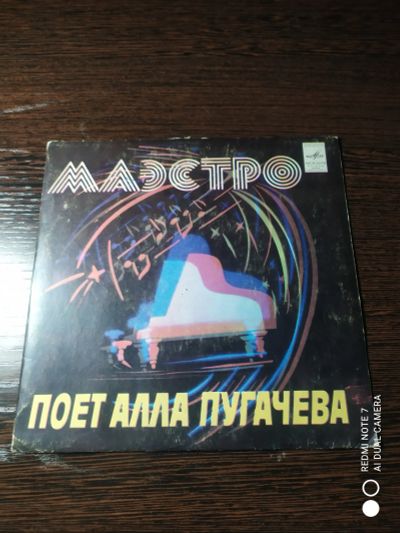 МАЭСТРО
ПОЕТ АЛЛА ПУГАЧЕВА
REDMI NOTE 7
AI DUAL CAMERA